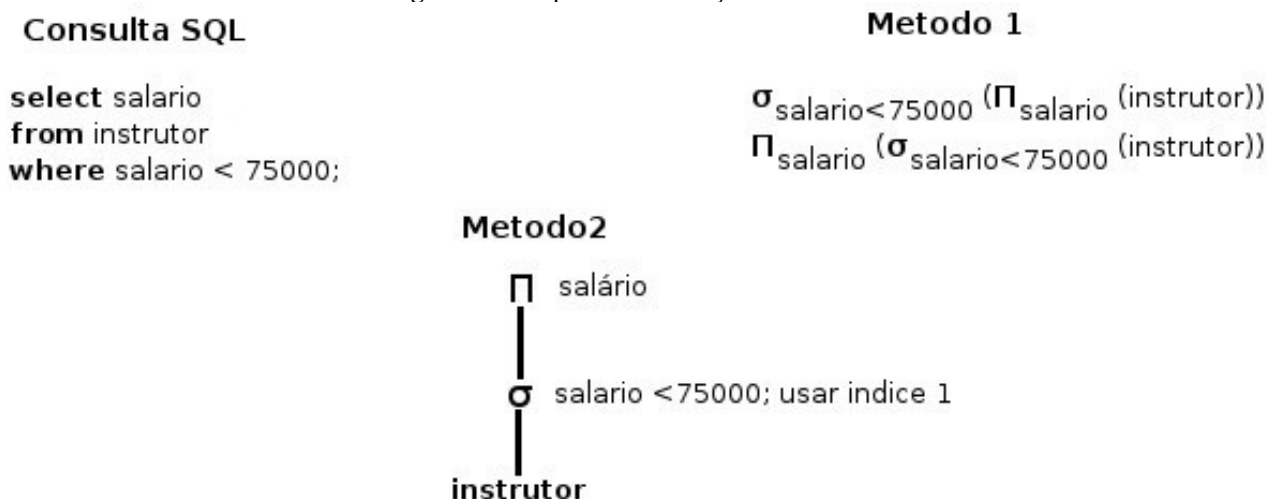 Consulta SQL
Metodo 1
select salario
from instrutor
where salario < 75000;
σsalario<75000 (Πsalario (instrutor))
Πsalario (σsalario<75000 (instrutor))
Metodo2
Π salário
σ salario <75000; usar indice 1
instrutor